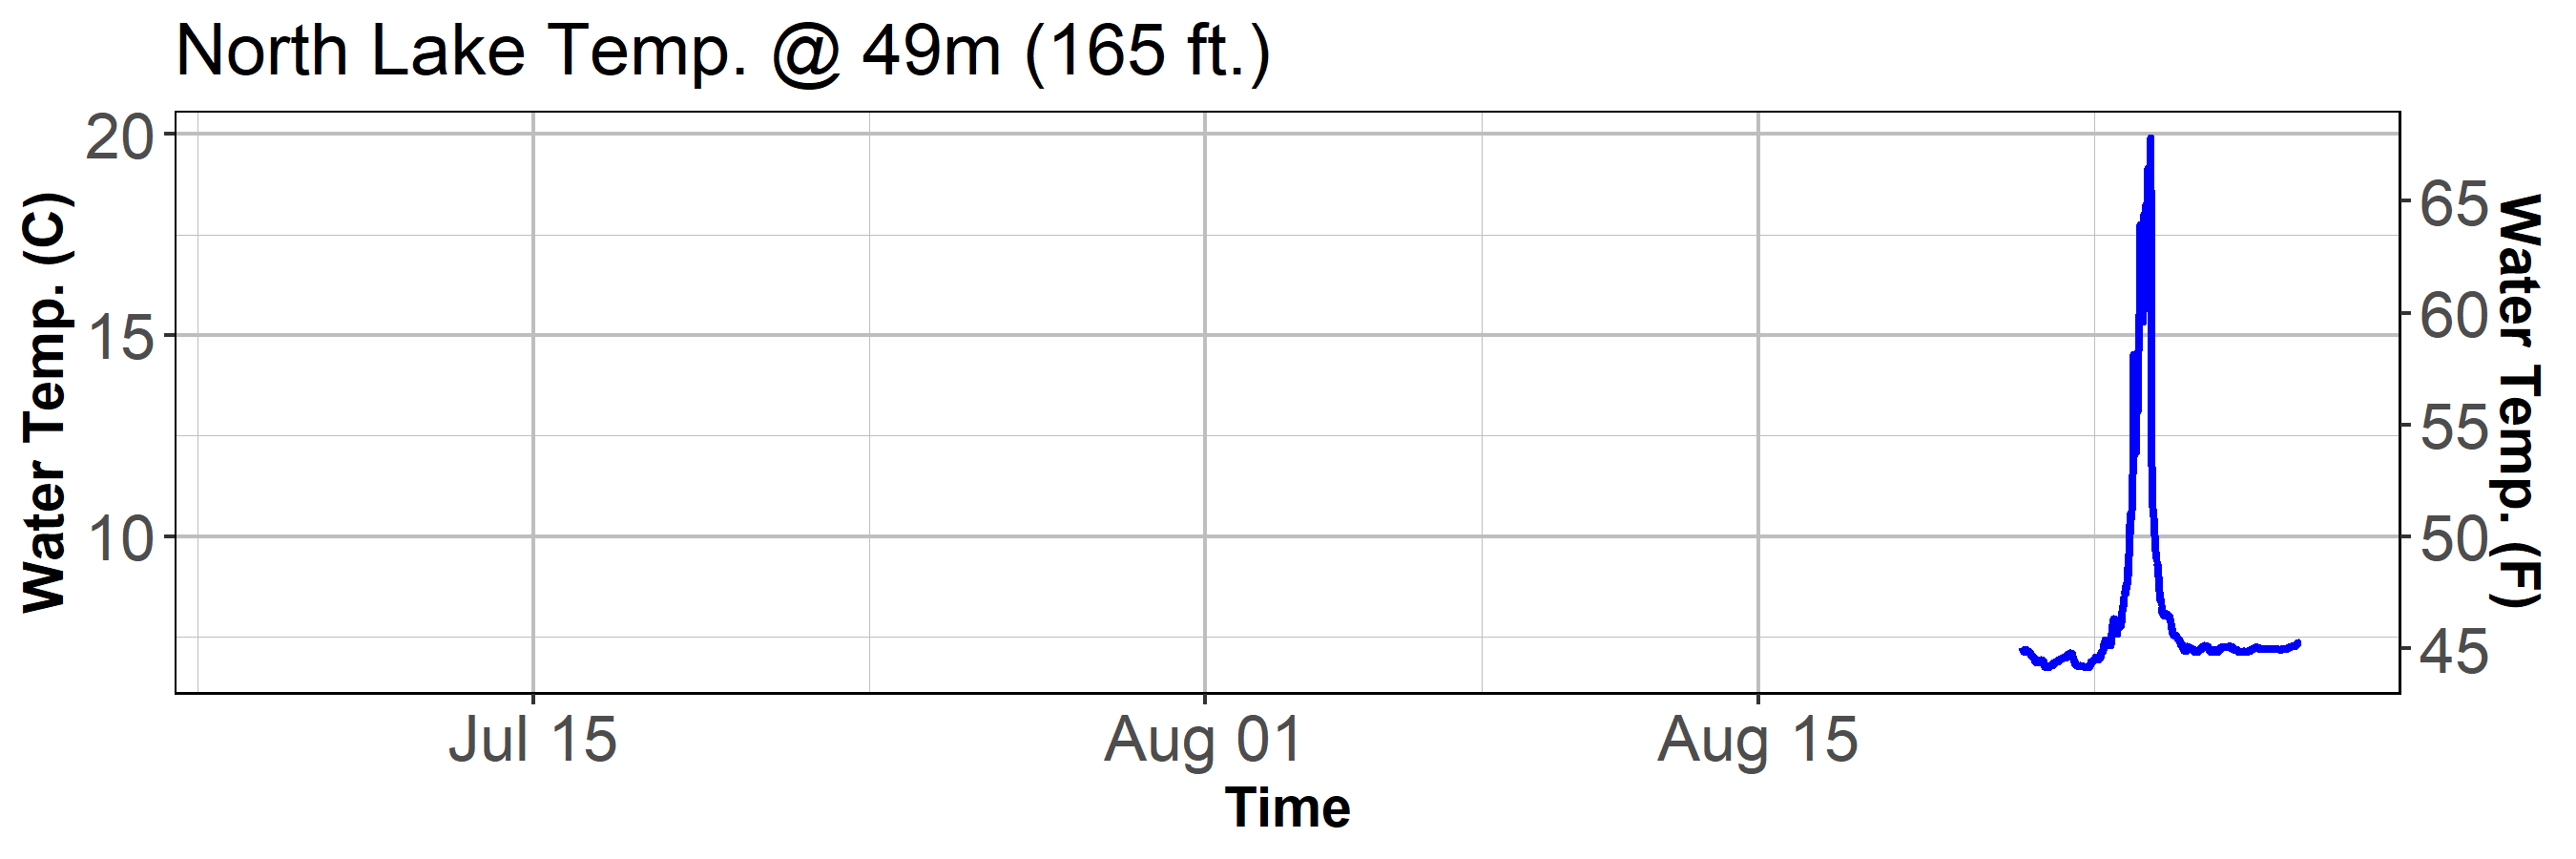 North Lake Temp. @ 49m (165 ft.)
Water Temp. (C)
20
15
10
65
60
55
50
45
Water Temp. (F)
Jul 15 Aug 01 Aug 15
Time